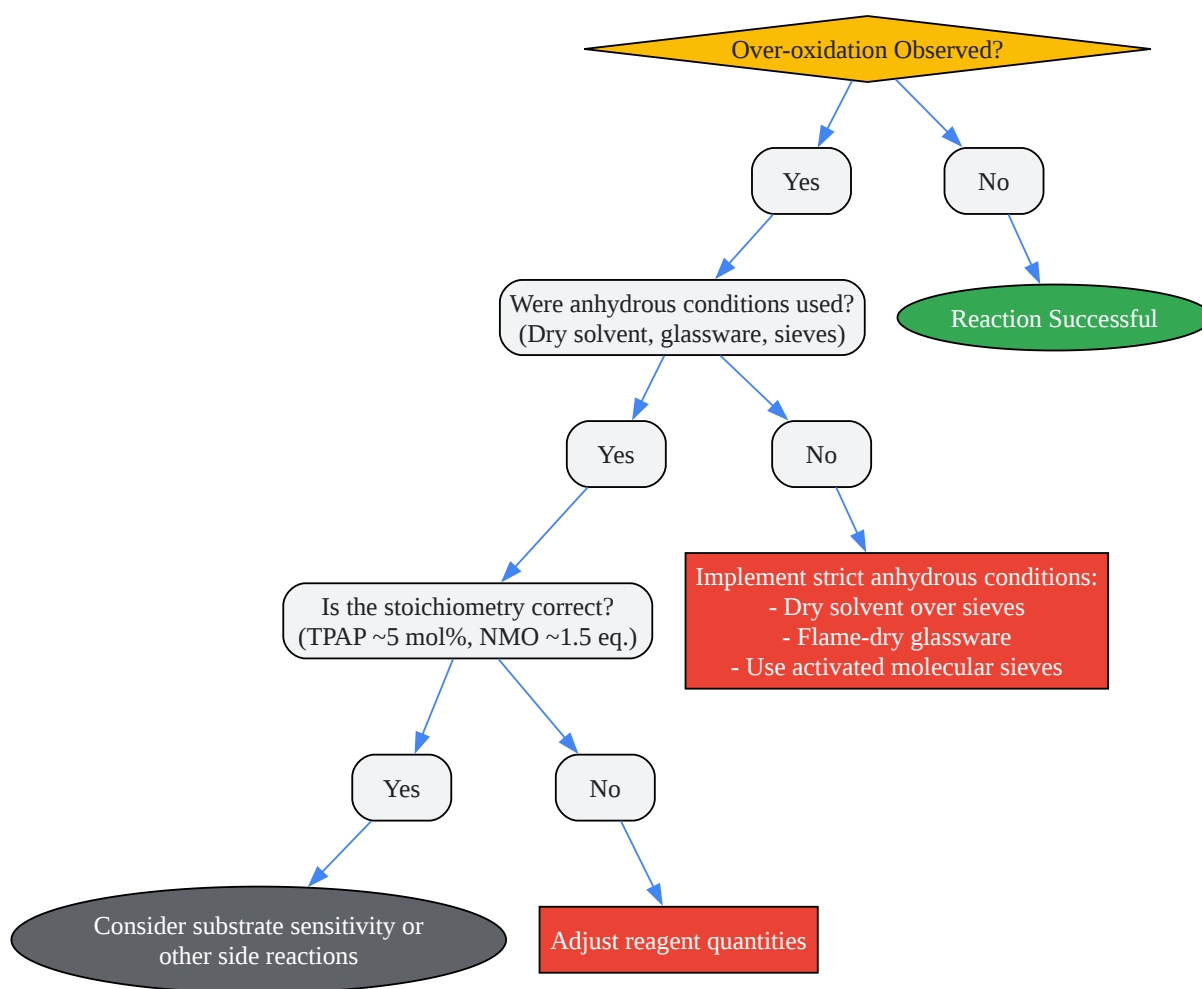 Over-oxidation Observed?
Yes
No
Were anhydrous conditions used?
(Dry solvent, glassware, sieves)
Reaction Successful
Yes
No
Is the stoichiometry correct?
(TPAP ~5 mol%, NMO ~1.5 eq.)
Implement strict anhydrous conditions:
- Dry solvent over sieves
- Flame-dry glassware
- Use activated molecular sieves
Yes
No
Consider substrate sensitivity or
other side reactions
Adjust reagent quantities